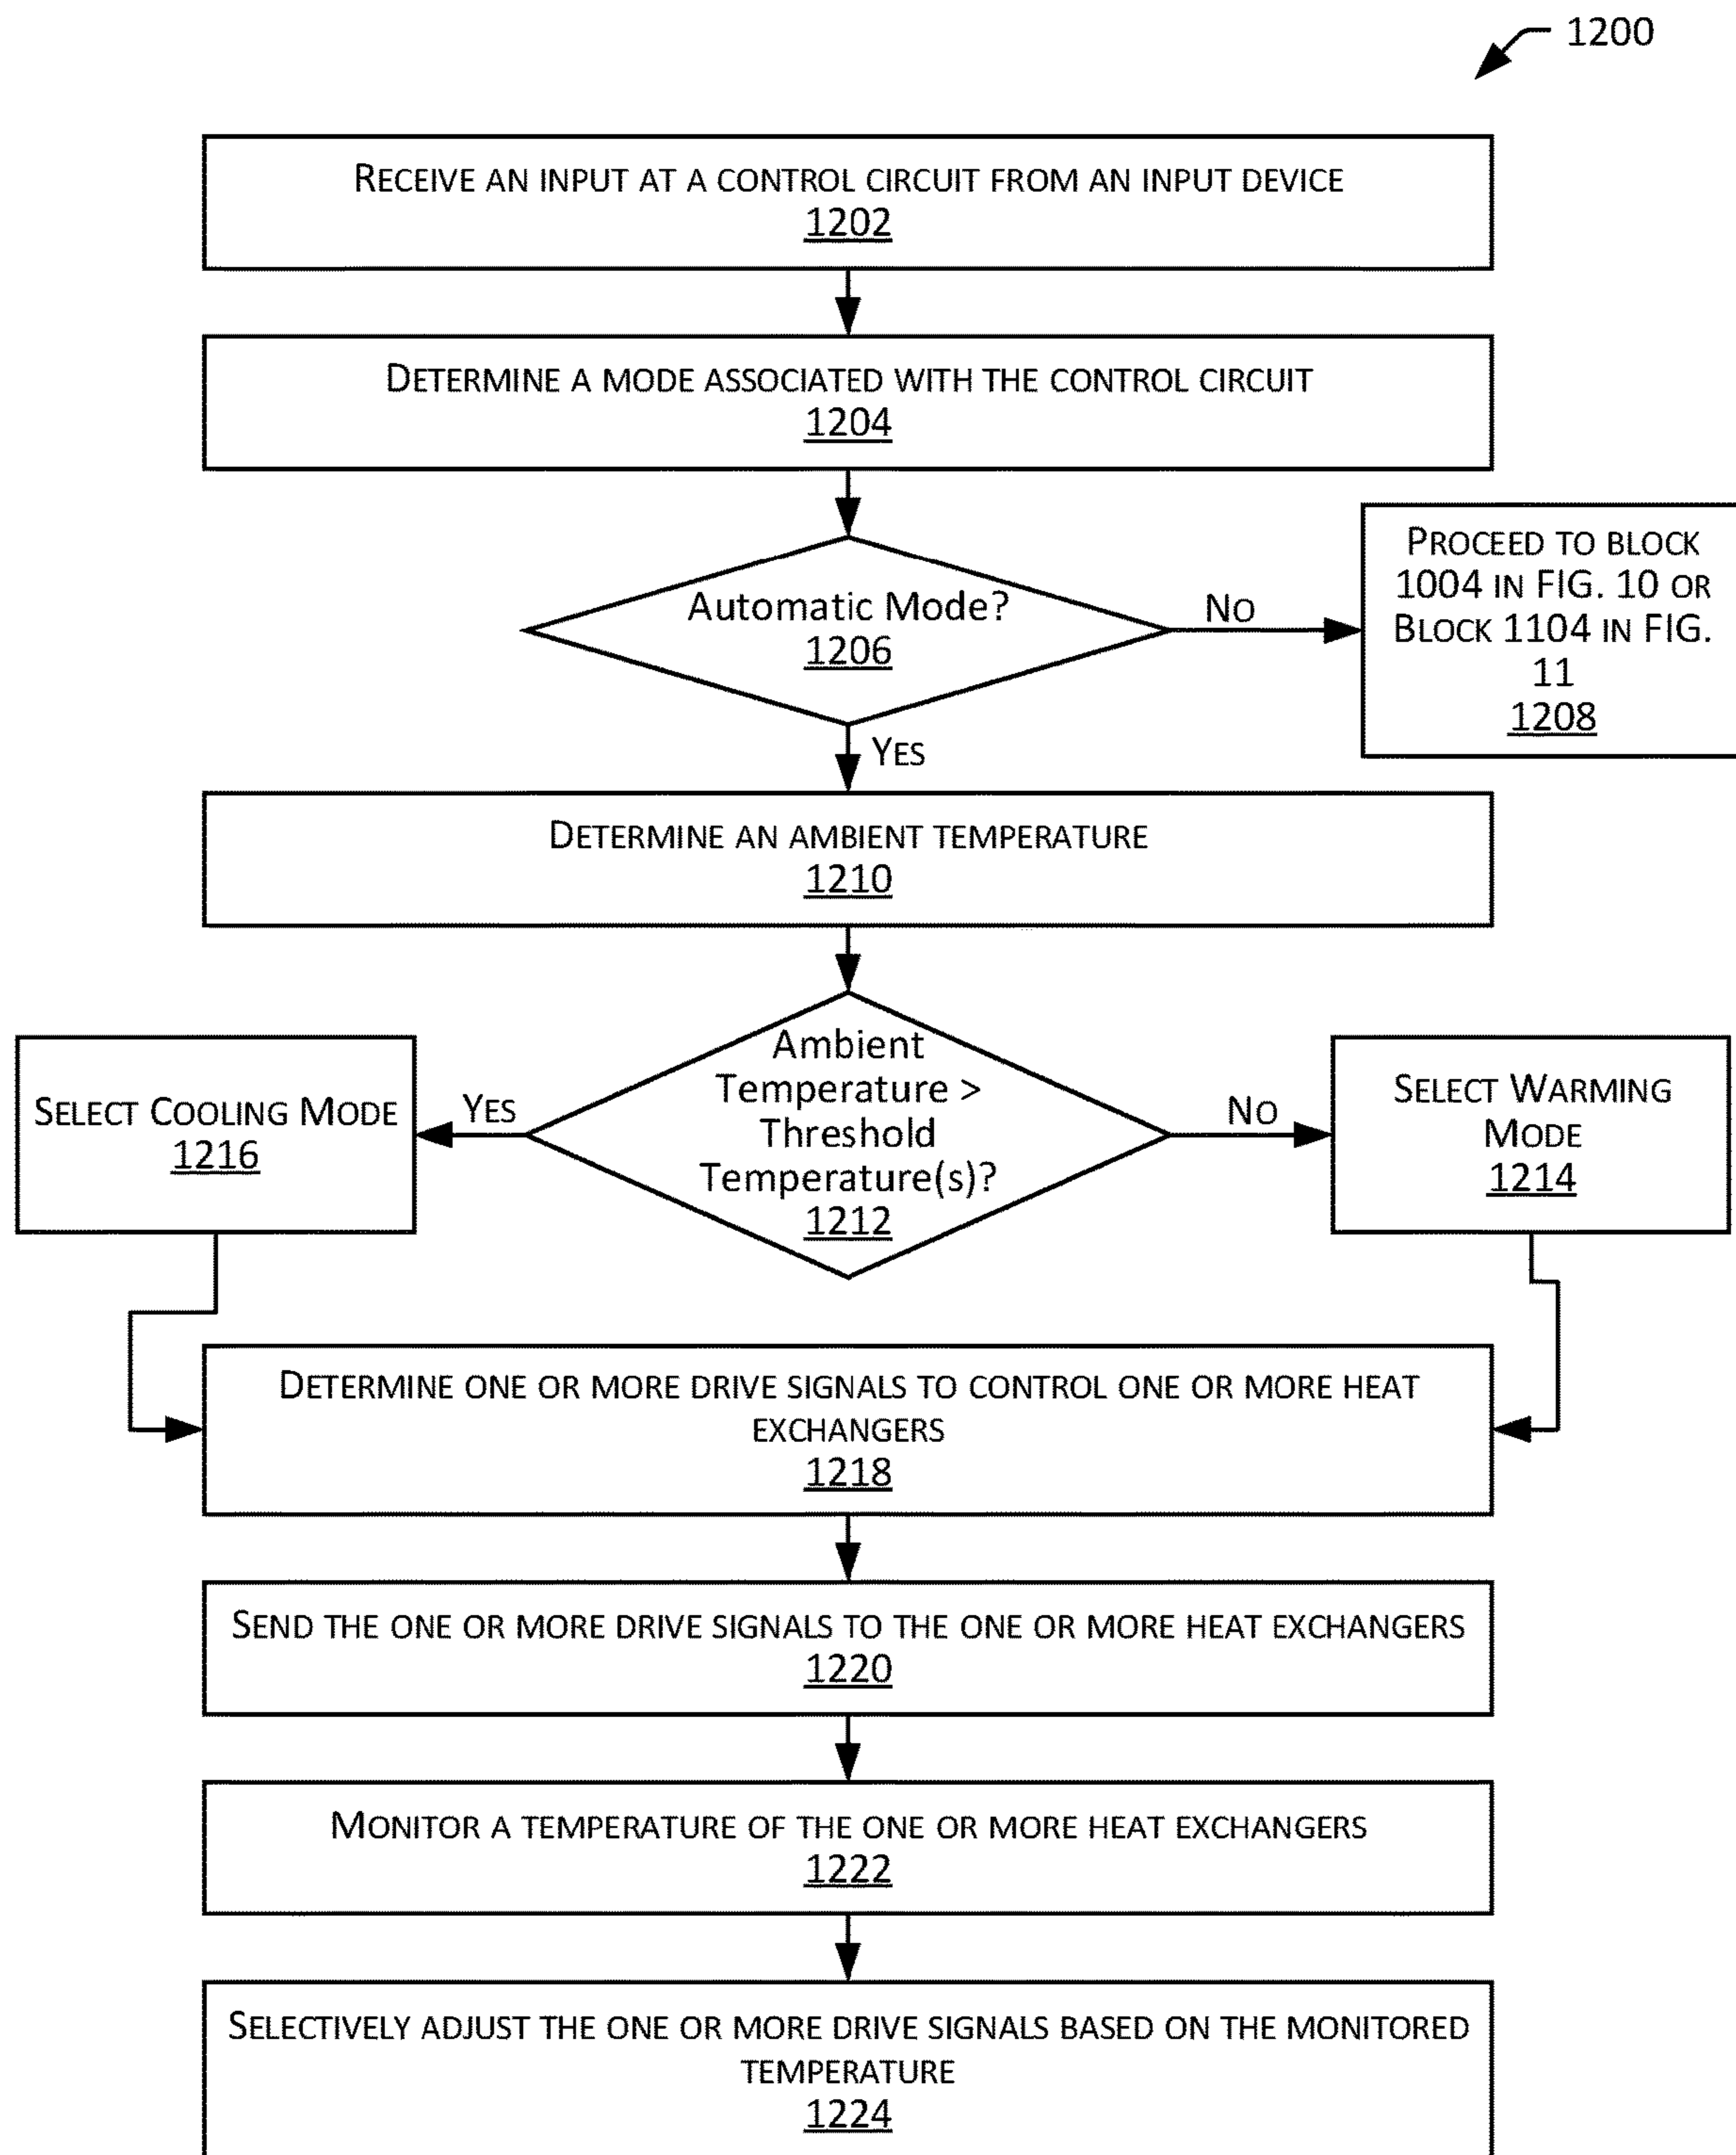 1200
RECEIVE AN INPUT AT A CONTROL CIRCUIT FROM AN INPUT DEVICE
1202
DETERMINE A MODE ASSOCIATED WITH THE CONTROL CIRCUIT
1204
Automatic Mode?
1206
NO
PROCEED TO BLOCK
1004 IN FIG. 10 OR
BLOCK 1104 IN FIG.
11
1208
YES
DETERMINE AN AMBIENT TEMPERATURE
1210
SELECT COOLING MODE
1216
YES
Ambient
Temperature >
Threshold
Temperature(s)?
1212
NO
SELECT WARMING
MODE
1214
DETERMINE ONE OR MORE DRIVE SIGNALS TO CONTROL ONE OR MORE HEAT
EXCHANGERS
1218
SEND THE ONE OR MORE DRIVE SIGNALS TO THE ONE OR MORE HEAT EXCHANGERS
1220
MONITOR A TEMPERATURE OF THE ONE OR MORE HEAT EXCHANGERS
1222
SELECTIVELY ADJUST THE ONE OR MORE DRIVE SIGNALS BASED ON THE MONITORED
TEMPERATURE
1224